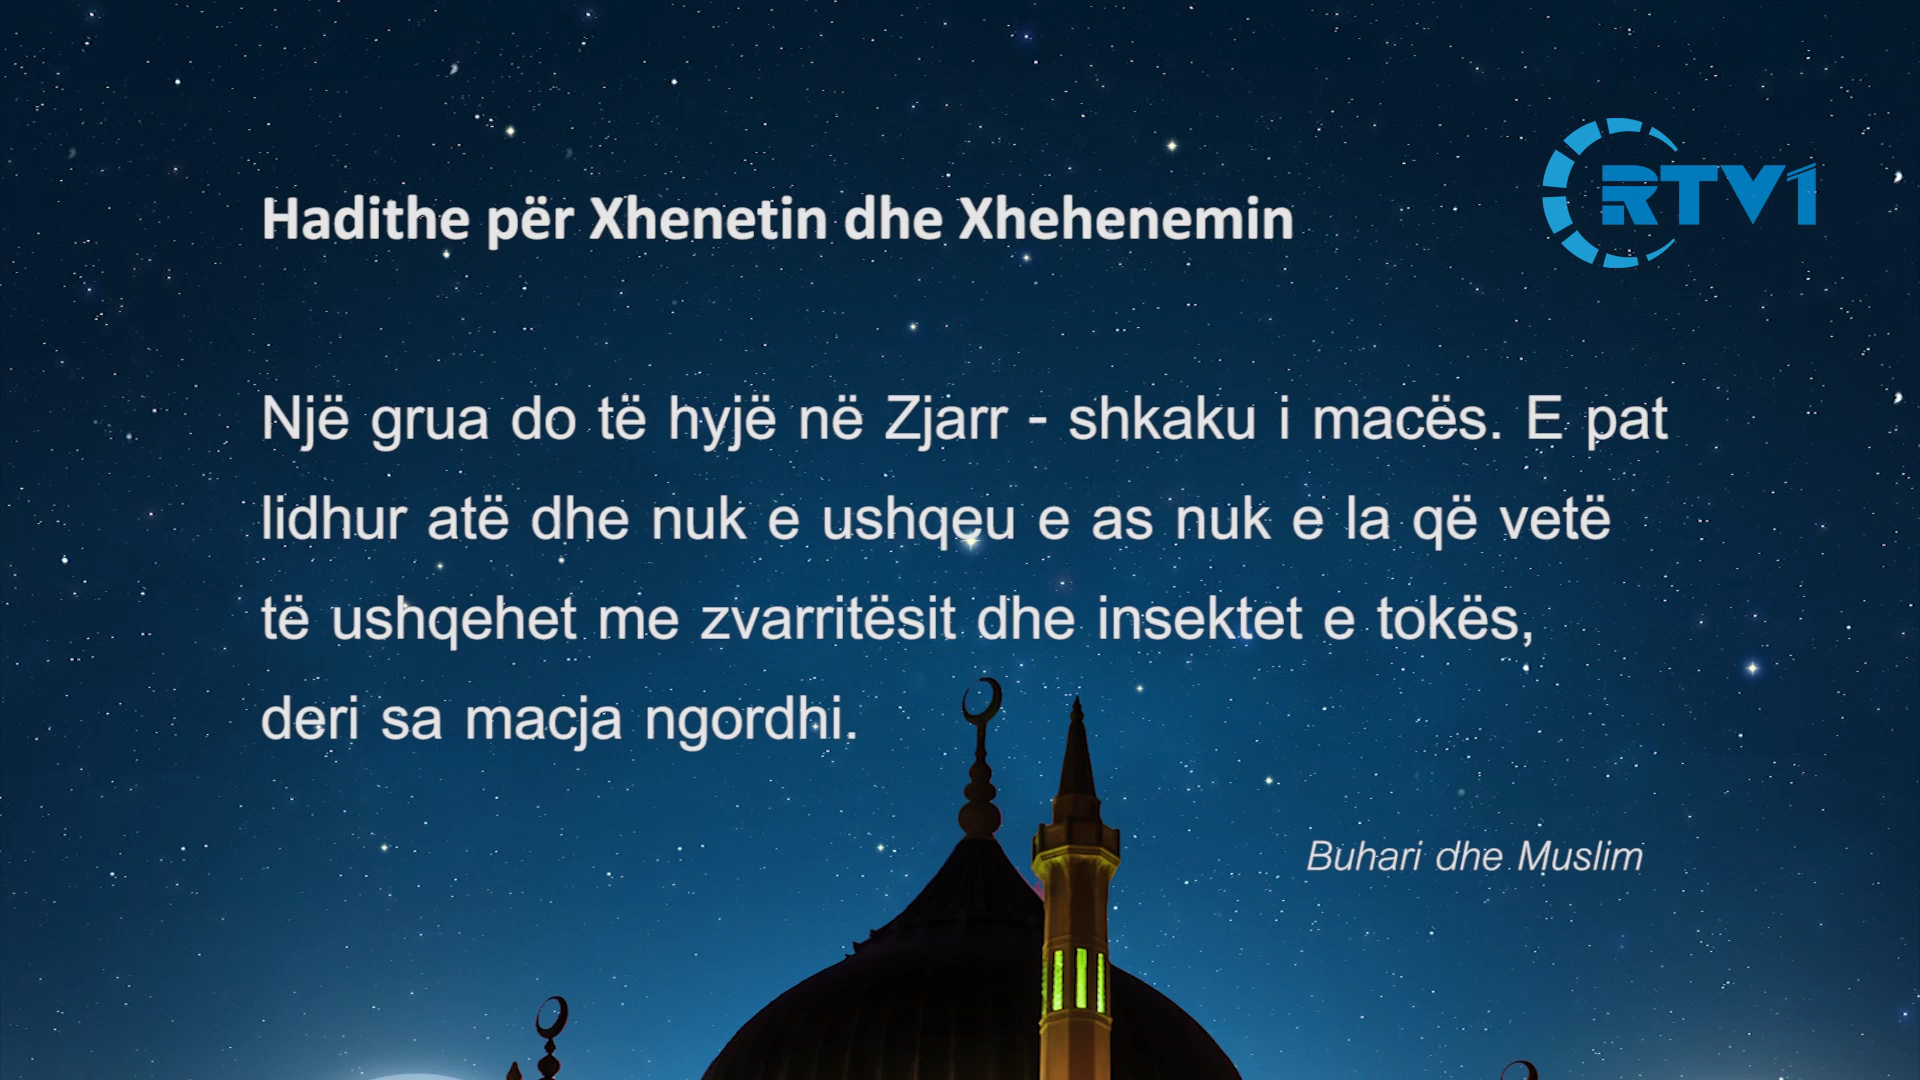 RTV1
Hadithe për Xhenetin dhe Xhehenemin
Një grua do të hyjë në Zjarr - shkaku i macës. E pat
lidhur atë dhe nuk e ushqeu e as nuk e la që vetë
të ushqehet me zvarritësit dhe insektet e tokës,
deri sa macja ngordhi.
Buhari dhe Muslim